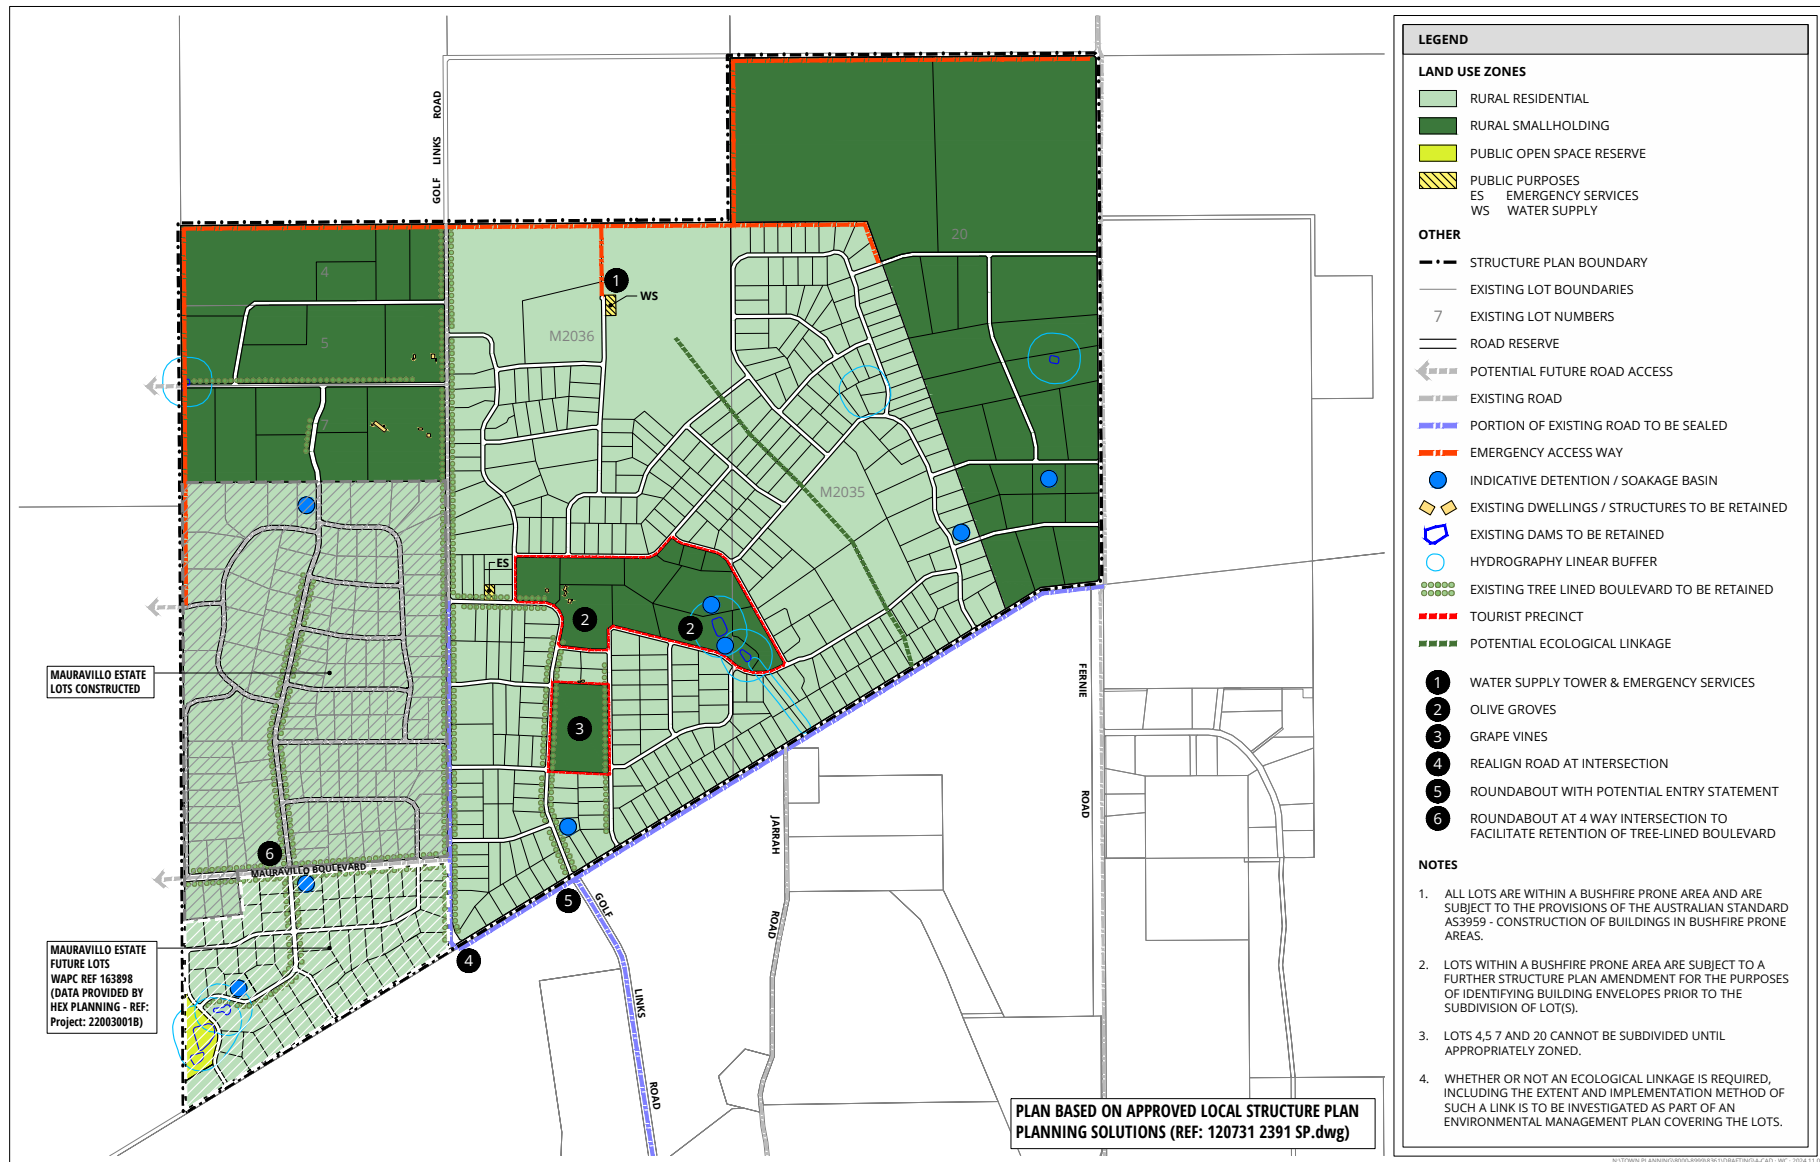 GOLF LINKS ROAD
20
4
1
WS
M2036
5
7
M2035
ES
2
2
MAURAVILLO ESTATE
LOTS CONSTRUCTED
3
FERNIE
ROAD
JARRAH
ROAD
6
MAURAVILLO BOULEVARD
5
GOLF
LINKS
ROAD
4
MAURAVILLO ESTATE
FUTURE LOTS
WAPC REF 163898
(DATA PROVIDED BY
HEX PLANNING - REF:
Project: 22003001B)
PLAN BASED ON APPROVED LOCAL STRUCTURE PLAN
PLANNING SOLUTIONS (REF: 120731 2391 SP.dwg)
LEGEND
LAND USE ZONES
RURAL RESIDENTIAL
RURAL SMALLHOLDING
PUBLIC OPEN SPACE RESERVE
PUBLIC PURPOSES
ES EMERGENCY SERVICES
WS WATER SUPPLY
OTHER
STRUCTURE PLAN BOUNDARY
EXISTING LOT BOUNDARIES
7 EXISTING LOT NUMBERS
ROAD RESERVE
POTENTIAL FUTURE ROAD ACCESS
EXISTING ROAD
PORTION OF EXISTING ROAD TO BE SEALED
EMERGENCY ACCESS WAY
INDICATIVE DETENTION / SOAKAGE BASIN
EXISTING DWELLINGS / STRUCTURES TO BE RETAINED
EXISTING DAMS TO BE RETAINED
HYDROGRAPHY LINEAR BUFFER
EXISTING TREE LINED BOULEVARD TO BE RETAINED
TOURIST PRECINCT
POTENTIAL ECOLOGICAL LINKAGE
1 WATER SUPPLY TOWER & EMERGENCY SERVICES
2 OLIVE GROVES
3 GRAPE VINES
4 REALIGN ROAD AT INTERSECTION
5 ROUNDABOUT WITH POTENTIAL ENTRY STATEMENT
6 ROUNDABOUT AT 4 WAY INTERSECTION TO
FACILITATE RETENTION OF TREE-LINED BOULEVARD
NOTES
1. ALL LOTS ARE WITHIN A BUSHFIRE PRONE AREA AND ARE
SUBJECT TO THE PROVISIONS OF THE AUSTRALIAN STANDARD
AS3959 - CONSTRUCTION OF BUILDINGS IN BUSHFIRE PRONE
AREAS.
2. LOTS WITHIN A BUSHFIRE PRONE AREA ARE SUBJECT TO A
FURTHER STRUCTURE PLAN AMENDMENT FOR THE PURPOSES
OF IDENTIFYING BUILDING ENVELOPES PRIOR TO THE
SUBDIVISION OF LOT(S).
3. LOTS 4,5 7 AND 20 CANNOT BE SUBDIVIDED UNTIL
APPROPRIATELY ZONED.
4. WHETHER OR NOT AN ECOLOGICAL LINKAGE IS REQUIRED,
INCLUDING THE EXTENT AND IMPLEMENTATION METHOD OF
SUCH A LINK IS TO BE INVESTIGATED AS PART OF AN
ENVIRONMENTAL MANAGEMENT PLAN COVERING THE LOTS.